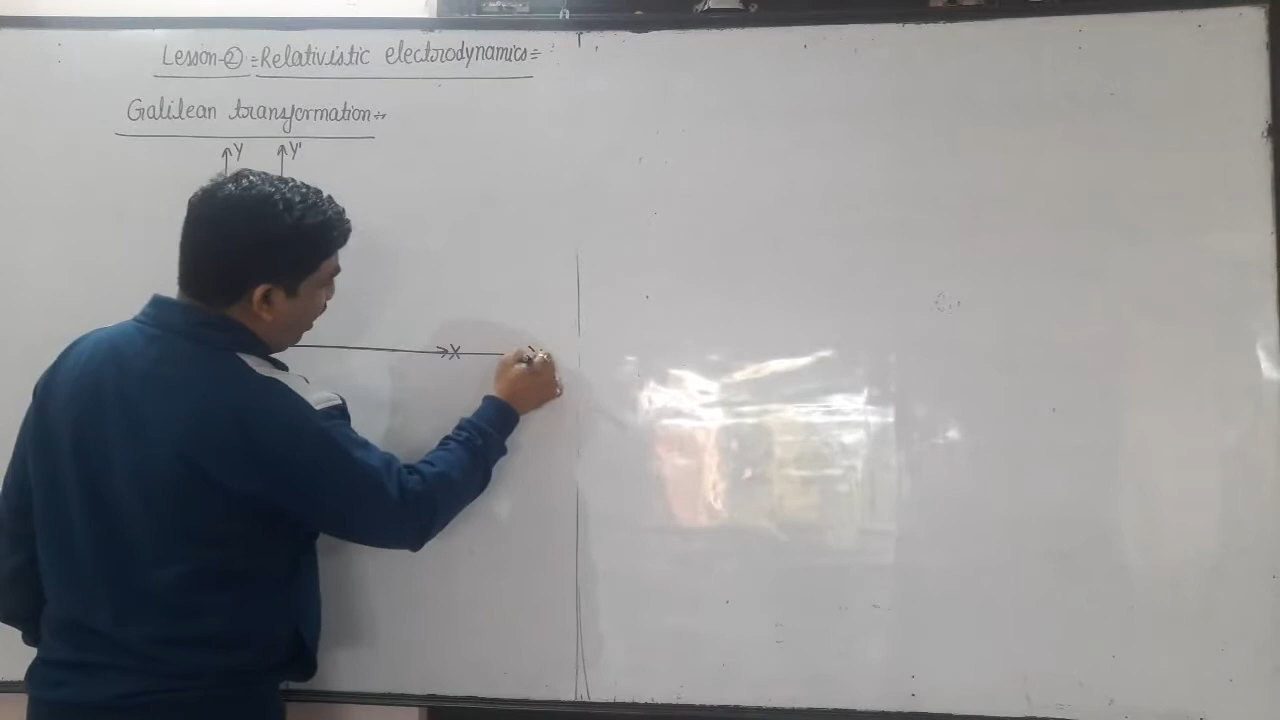 Lesson-② :- Relativistic electrodynamics :-
Galilean transformation :-
Y Y'
X